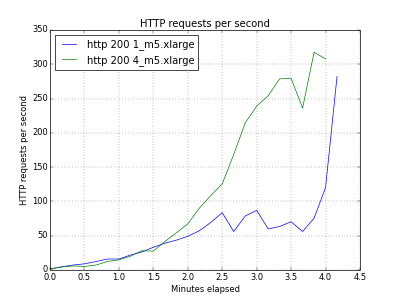 HTTP requests per second
350
300
250
200
150
100
50
0
HTTP requests per second
http 200 1_m5.xlarge
http 200 4_m5.xlarge
0.0 0.5 1.0 1.5 2.0 2.5 3.0 3.5 4.0 4.5
Minutes elapsed